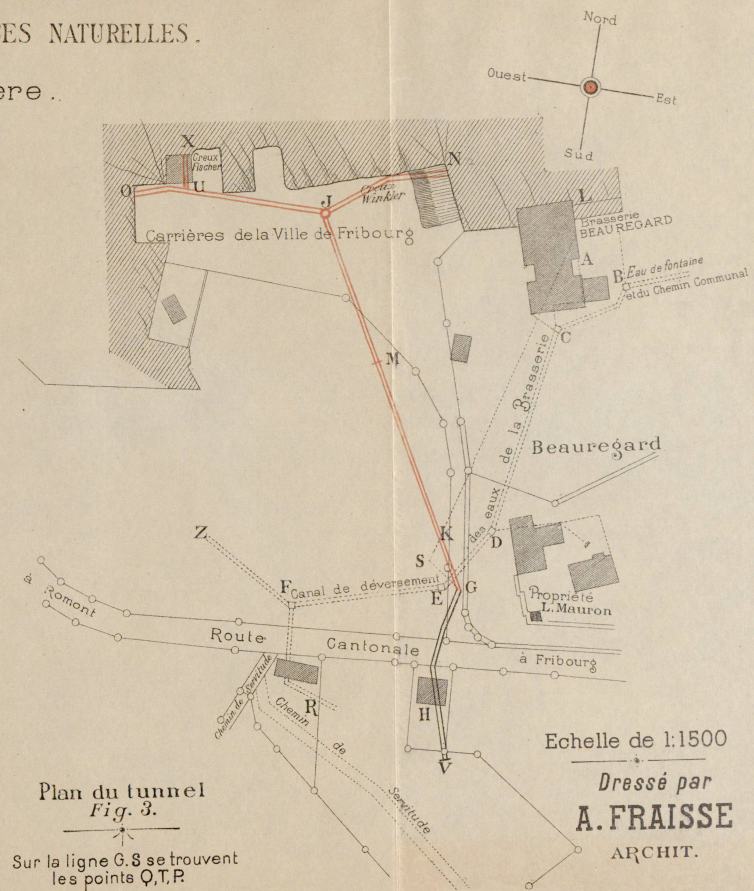 ES NATURELLES.
ère.
Nord
Ouest
Est
Sud
X
Creux
Fischer
O
U
J
Creux
Winkler
N
Carrières de la Ville de Fribourg
L
Brasserie
BEAUREGARD
A
B
Eau de fontaine
et du Chemin Communal
C
M
des eaux de la Brasserie
Beauregard
Z
K
D
S
F
Canal de déversement
E
G
Propriété
L. Mauron
à Romont
Route Cantonale
à Fribourg
Chemin de Servitude
R
H
Chemin de Servitude
V
Echelle de 1:1500
Dressé par
A. FRAISSE
ARCHIT.
Plan du tunnel
Fig. 3.
Sur la ligne G.S se trouvent
les points Q,T,P.